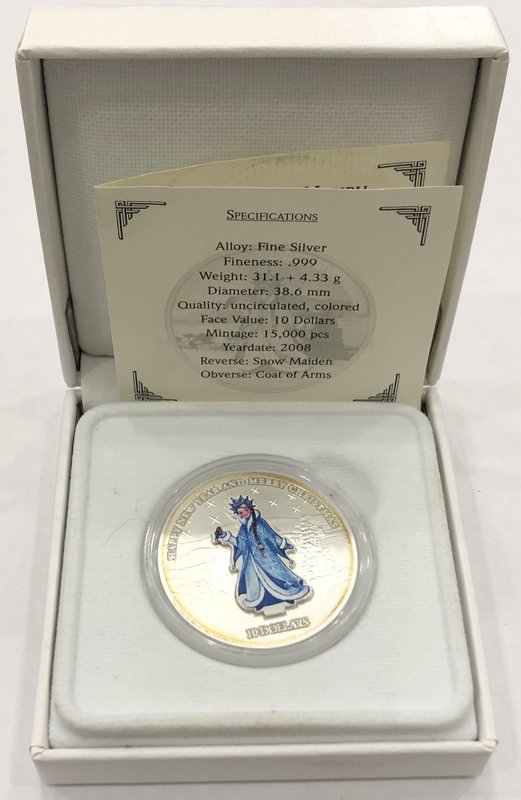 SPECIFICATIONS
Alloy: Fine Silver
Fineness: .999
Weight: 31.1 + 4.33 g
Diameter: 38.6 mm
Quality: uncirculated, colored
Face Value: 10 Dollars
Mintage: 15,000 pcs
Yeardate: 2008
Reverse: Snow Maiden
Obverse: Coat of Arms
HAPPY NEW YEAR AND MERRY CHRISTMAS
10 DOLLARS